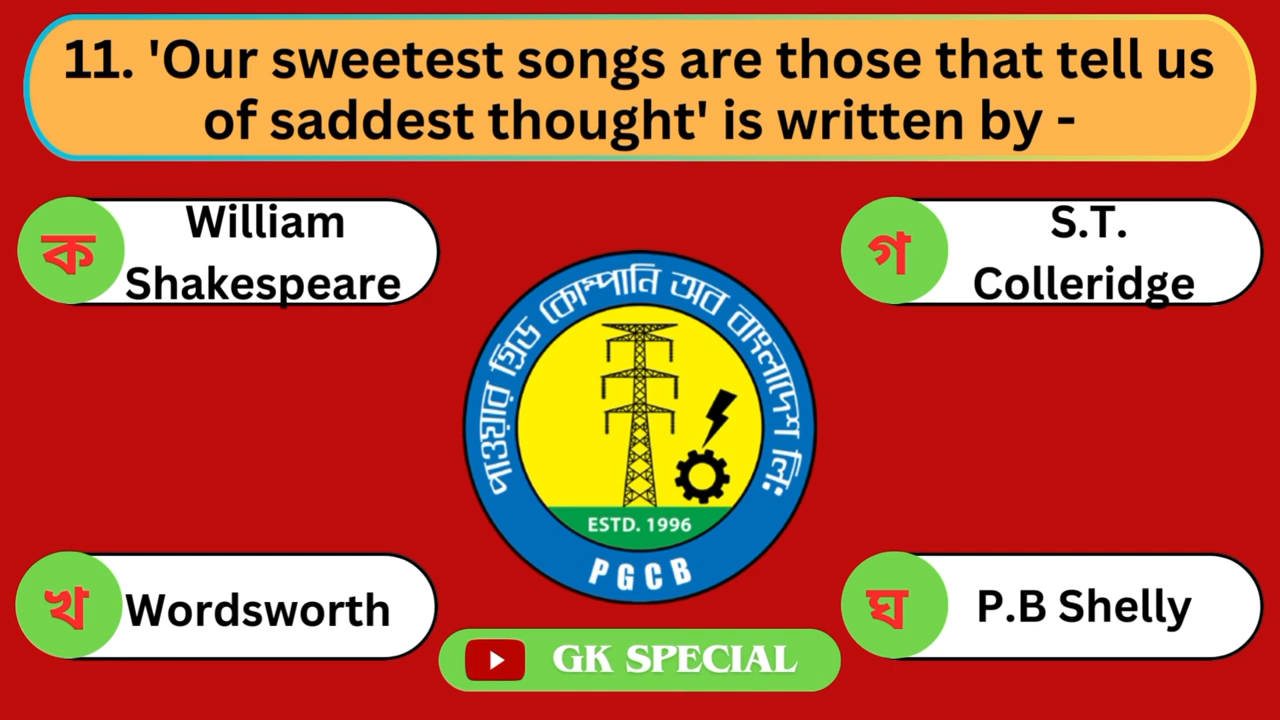 11. 'Our sweetest songs are those that tell us
of saddest thought' is written by -
ক
William
Shakespeare
গ
S.T.
Colleridge
পাওয়ার গ্রিড কোম্পানি অব বাংলাদেশ লি:
ESTD. 1996
PGCB
খ
Wordsworth
ঘ
P.B Shelly
GK SPECIAL